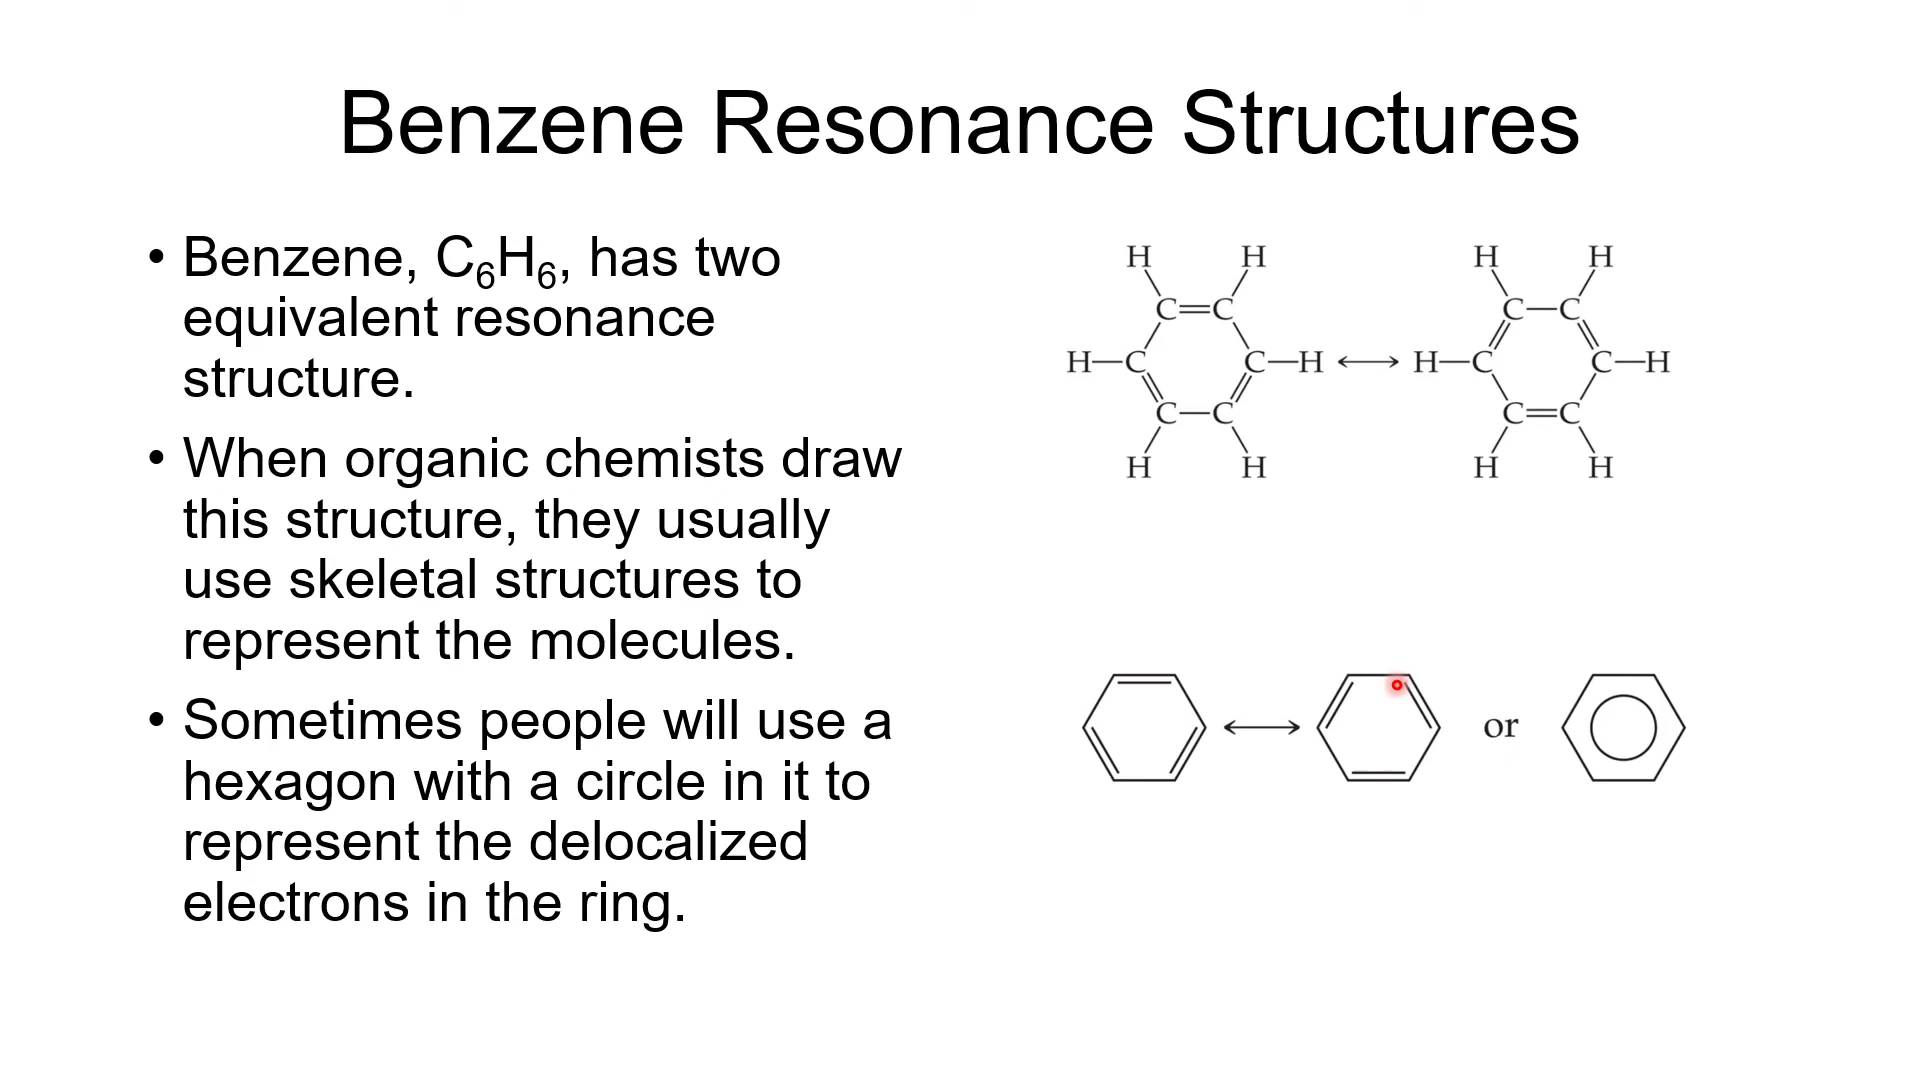 Benzene Resonance Structures
• Benzene, C₆H₆, has two
equivalent resonance
structure.
• When organic chemists draw
this structure, they usually
use skeletal structures to
represent the molecules.
• Sometimes people will use a
hexagon with a circle in it to
represent the delocalized
electrons in the ring.
H H H H
C=C C—C
H—C C—H ⟷ H—C C—H
C—C C=C
H H H H
⟷ or